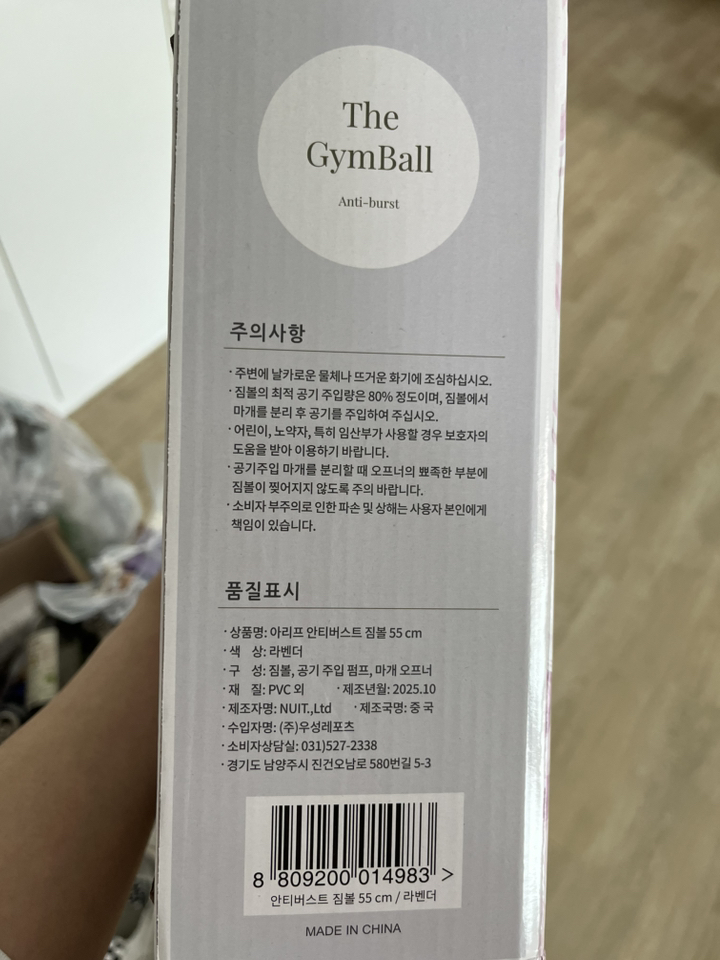 The
GymBall
Anti-burst
주의사항
· 주변에 날카로운 물체나 뜨거운 화기에 조심하십시오.
· 짐볼의 최적 공기 주입량은 80% 정도이며, 짐볼에서
마개를 분리 후 공기를 주입하여 주십시오.
· 어린이, 노약자, 특히 임산부가 사용할 경우 보호자의
도움을 받아 이용하기 바랍니다.
· 공기주입 마개를 분리할 때 오프너의 뾰족한 부분에
짐볼이 찢어지지 않도록 주의 바랍니다.
· 소비자 부주의로 인한 파손 및 상해는 사용자 본인에게
책임이 있습니다.
품질표시
· 상품명: 아리프 안티버스트 짐볼 55 cm
· 색 상: 라벤더
· 구 성: 짐볼, 공기 주입 펌프, 마개 오프너
· 재 질: PVC 외 · 제조년월: 2025.10
· 제조자명: NUIT.,Ltd · 제조국명: 중 국
· 수입자명: (주)우성레포츠
· 소비자상담실: 031)527-2338
· 경기도 남양주시 진건오남로 580번길 5-3
8 809200 014983 >
안티버스트 짐볼 55 cm / 라벤더
MADE IN CHINA